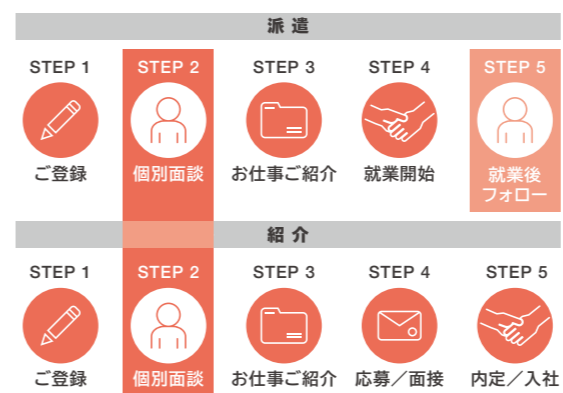 派遣
STEP 1
STEP 2
STEP 3
STEP 4
STEP 5
ご登録
個別面談
お仕事ご紹介
就業開始
就業後
フォロー
紹介
STEP 1
STEP 2
STEP 3
STEP 4
STEP 5
ご登録
個別面談
お仕事ご紹介
応募／面接
内定／入社